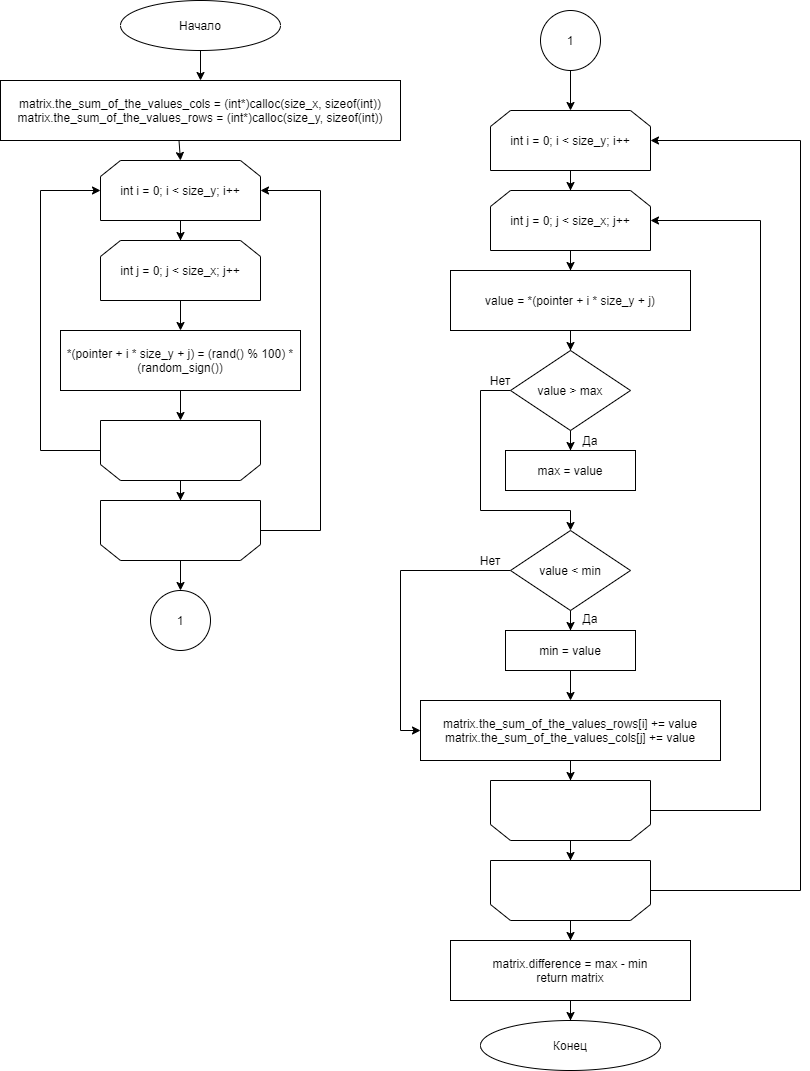 Начало
matrix.the_sum_of_the_values_cols = (int*)calloc(size_x, sizeof(int))
matrix.the_sum_of_the_values_rows = (int*)calloc(size_y, sizeof(int))
int i = 0; i < size_y; i++
int j = 0; j < size_x; j++
*(pointer + i * size_y + j) = (rand() % 100) *
(random_sign())
1
1
int i = 0; i < size_y; i++
int j = 0; j < size_x; j++
value = *(pointer + i * size_y + j)
Нет
value > max
Да
max = value
Нет
value < min
Да
min = value
matrix.the_sum_of_the_values_rows[i] += value
matrix.the_sum_of_the_values_cols[j] += value
matrix.difference = max - min
return matrix
Конец